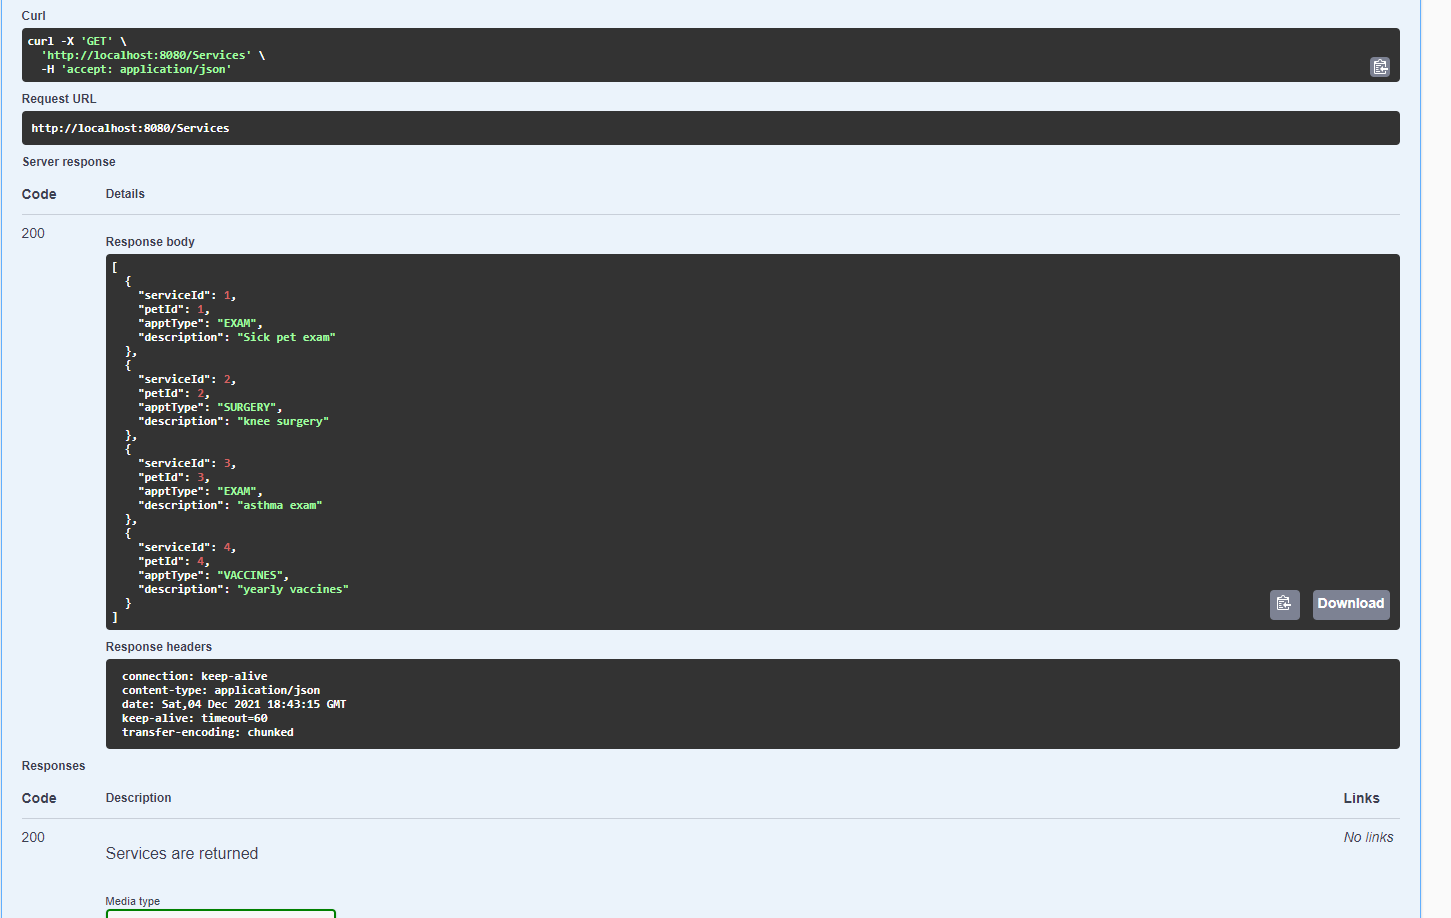 Curl
curl -X 'GET' \
'http://localhost:8080/Services' \
-H 'accept: application/json'
Request URL
http://localhost:8080/Services
Server response
Code Details
200
Response body
[
{
"serviceId": 1,
"petId": 1,
"apptType": "EXAM",
"description": "Sick pet exam"
},
{
"serviceId": 2,
"petId": 2,
"apptType": "SURGERY",
"description": "knee surgery"
},
{
"serviceId": 3,
"petId": 3,
"apptType": "EXAM",
"description": "asthma exam"
},
{
"serviceId": 4,
"petId": 4,
"apptType": "VACCINES",
"description": "yearly vaccines"
}
]
Download
Response headers
connection: keep-alive
content-type: application/json
date: Sat,04 Dec 2021 18:43:15 GMT
keep-alive: timeout=60
transfer-encoding: chunked
Responses
Code Description Links
200 No links
Services are returned
Media type